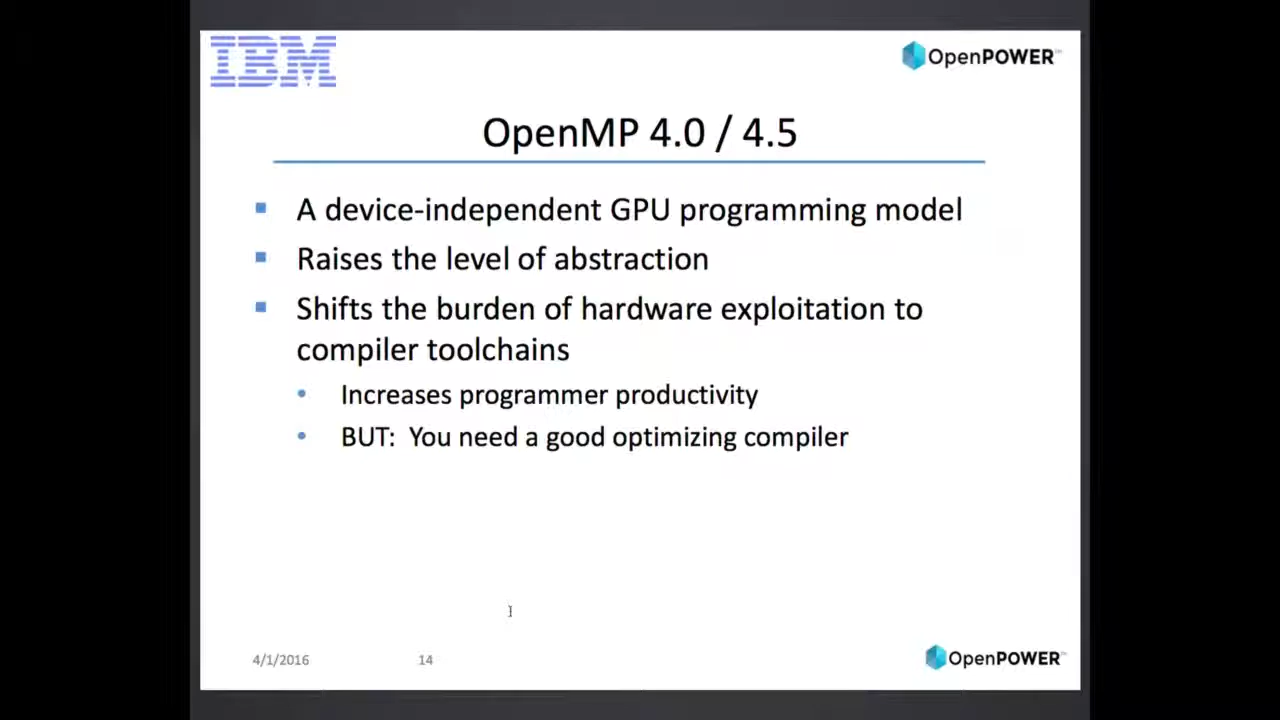 IBM
OpenPOWER™
OpenMP 4.0 / 4.5
A device-independent GPU programming model
Raises the level of abstraction
Shifts the burden of hardware exploitation to
compiler toolchains
Increases programmer productivity
BUT: You need a good optimizing compiler
4/1/2016
14
OpenPOWER™